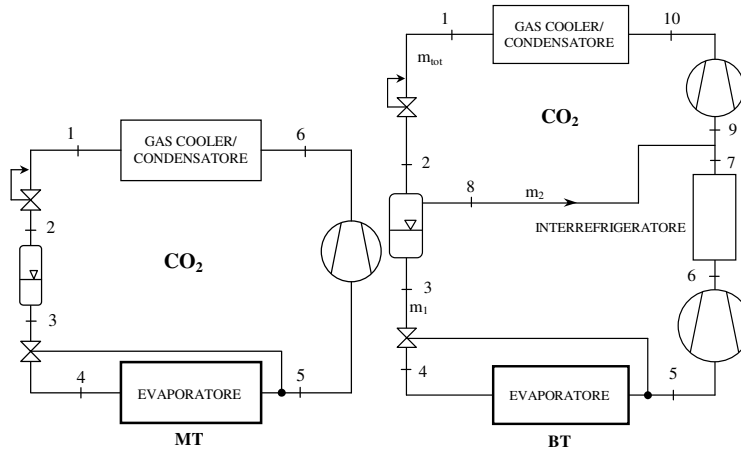 1
GAS COOLER/
CONDENSATORE
6
2
CO2
3
4
EVAPORATORE
5
MT
1
GAS COOLER/
CONDENSATORE
10
mtot
CO2
9
2
7
8
m2
INTERREFRIGERATORE
3
m1
6
4
EVAPORATORE
5
BT